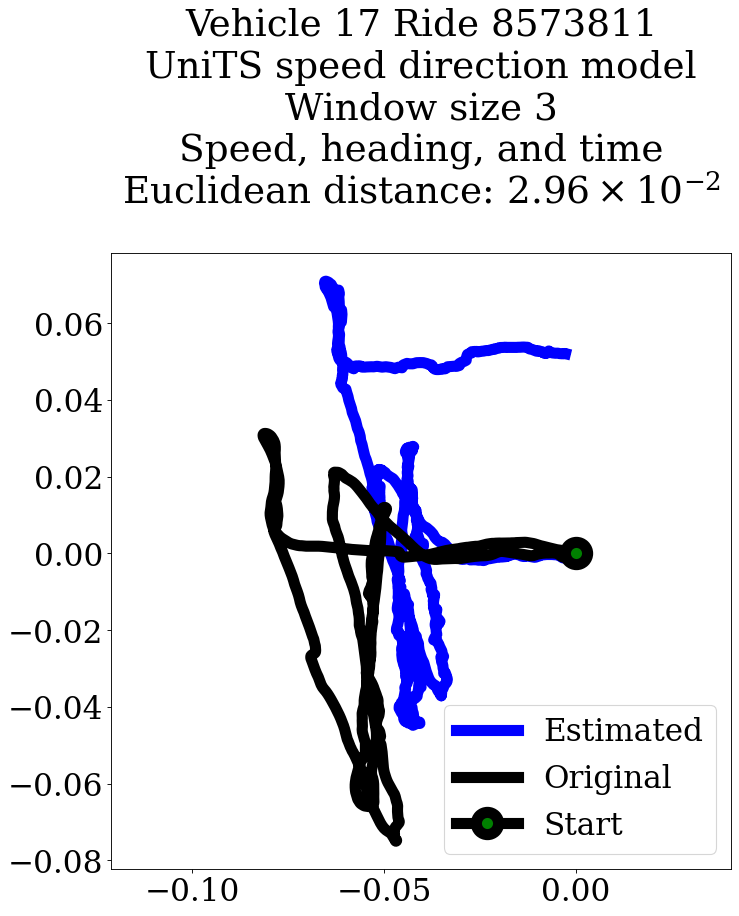 Vehicle 17 Ride 8573811
UniTS speed direction model
Window size 3
Speed, heading, and time
Euclidean distance: 2.96 × 10⁻²
0.06
0.04
0.02
0.00
−0.02
−0.04
−0.06
−0.08
Estimated
Original
Start
−0.10 −0.05 0.00